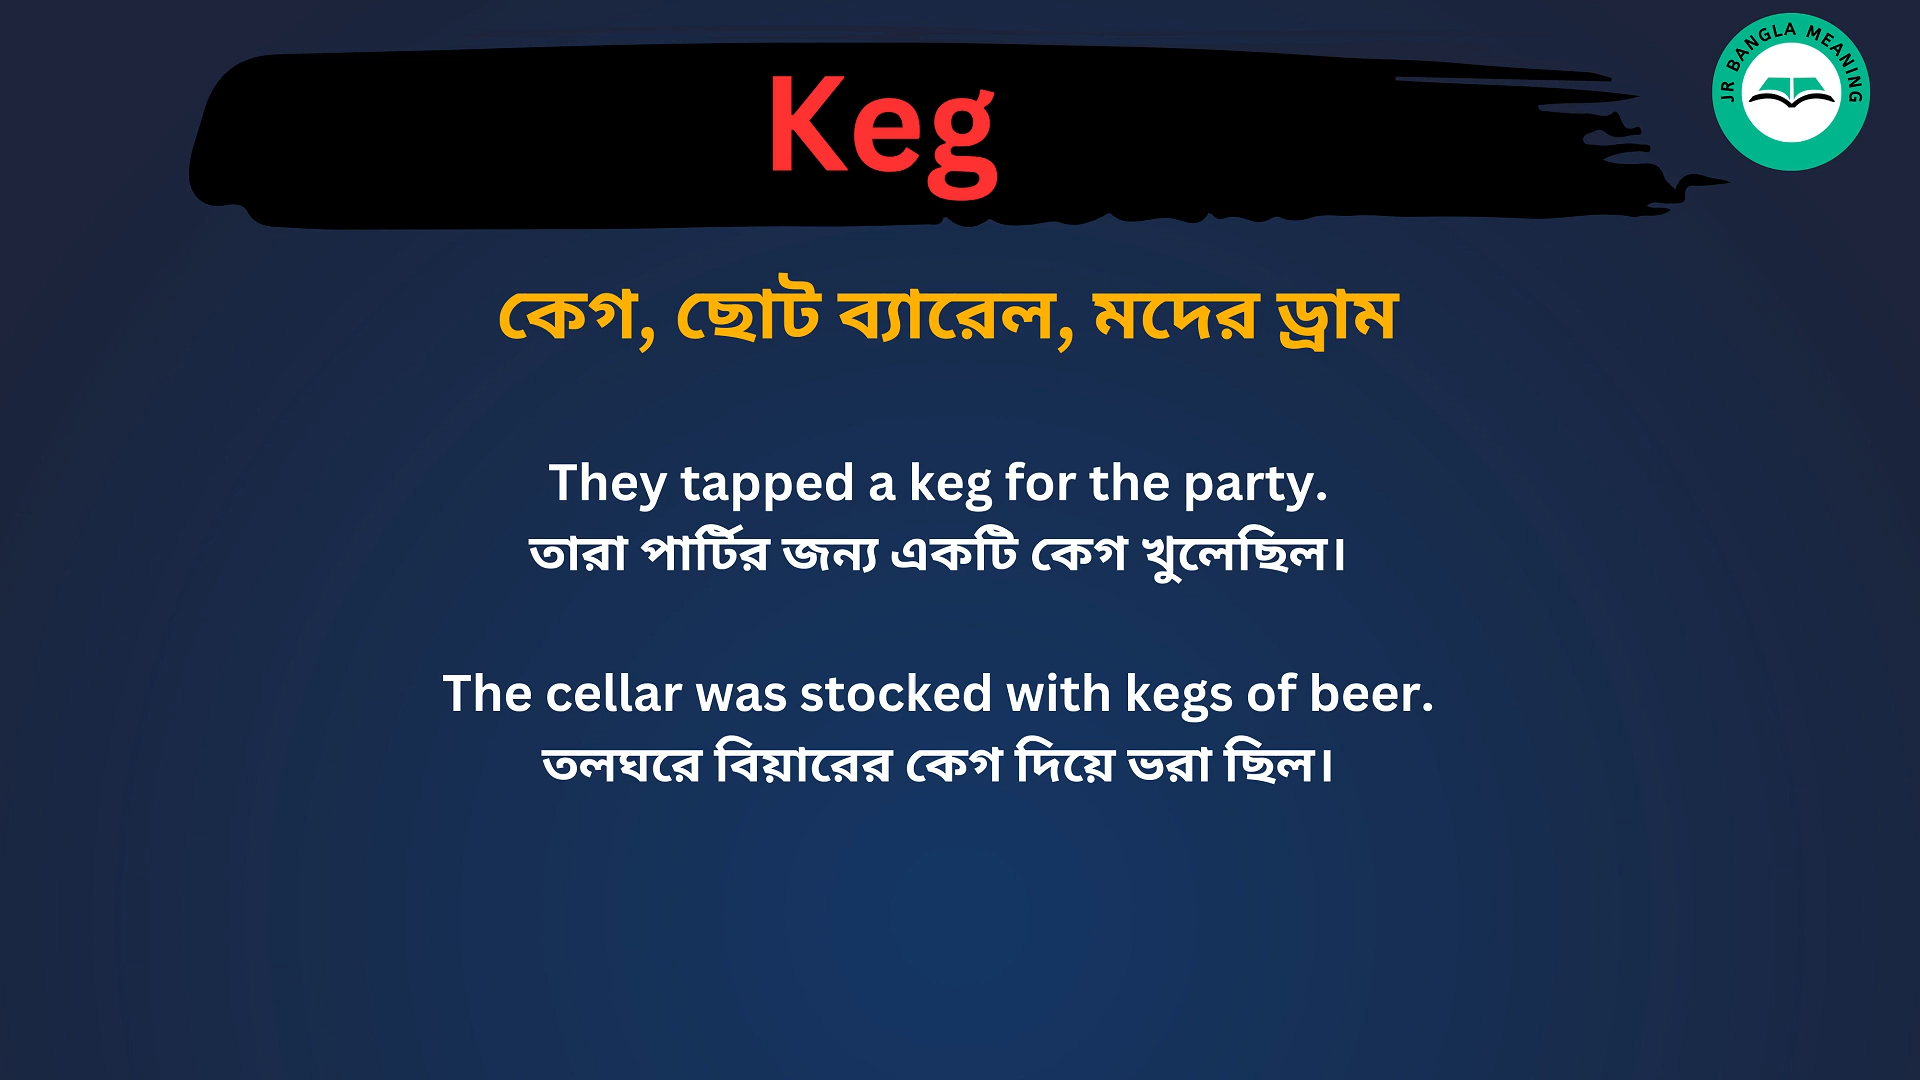 Keg
JR BANGLA MEANING
কেগ, ছোট ব্যারেল, মদের ড্রাম
They tapped a keg for the party.
তারা পার্টির জন্য একটি কেগ খুলেছিল।
The cellar was stocked with kegs of beer.
তলঘরে বিয়ারের কেগ দিয়ে ভরা ছিল।